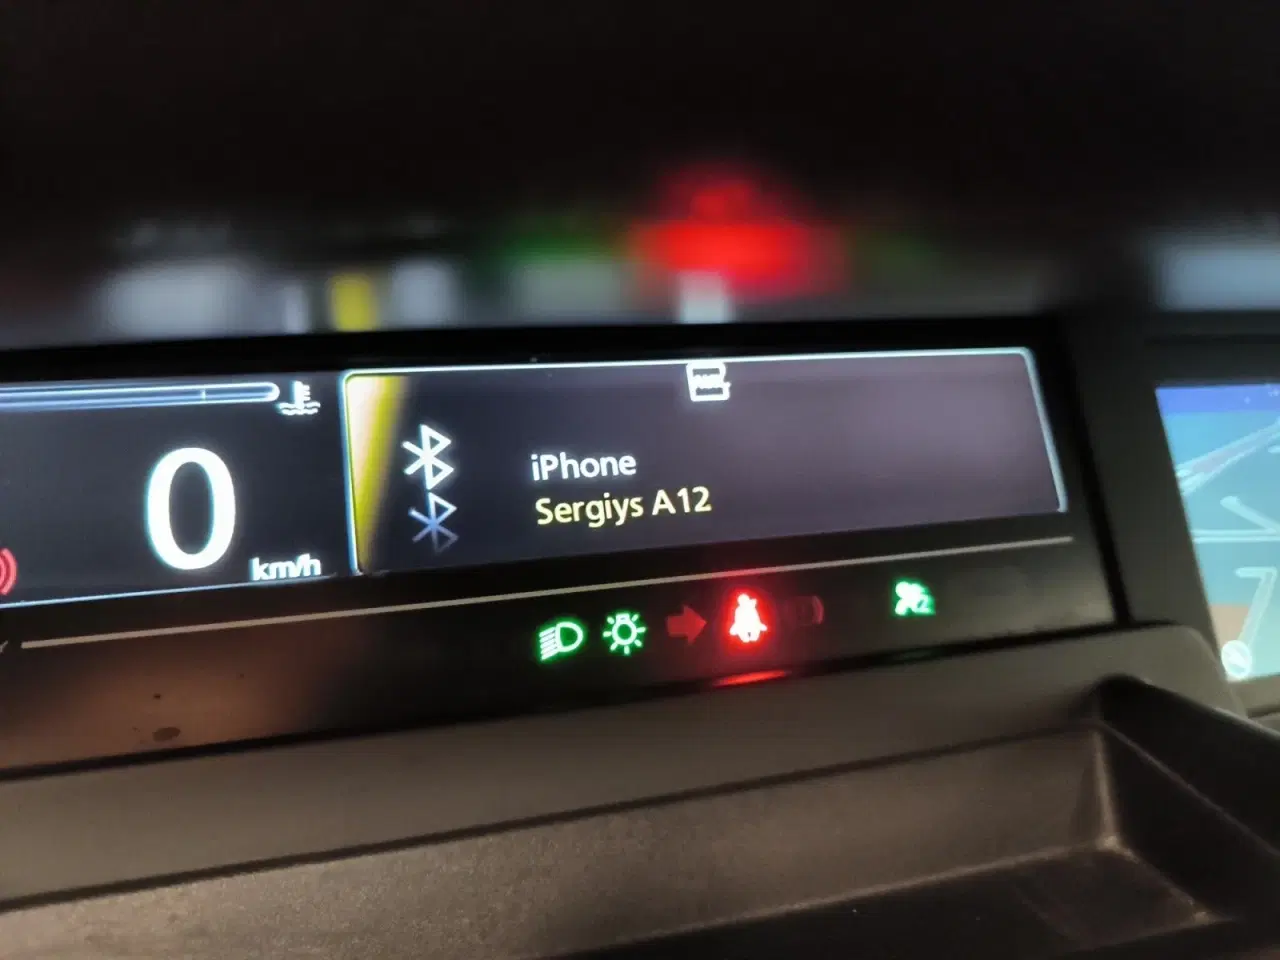 0
km/h
iPhone
Sergiys A12